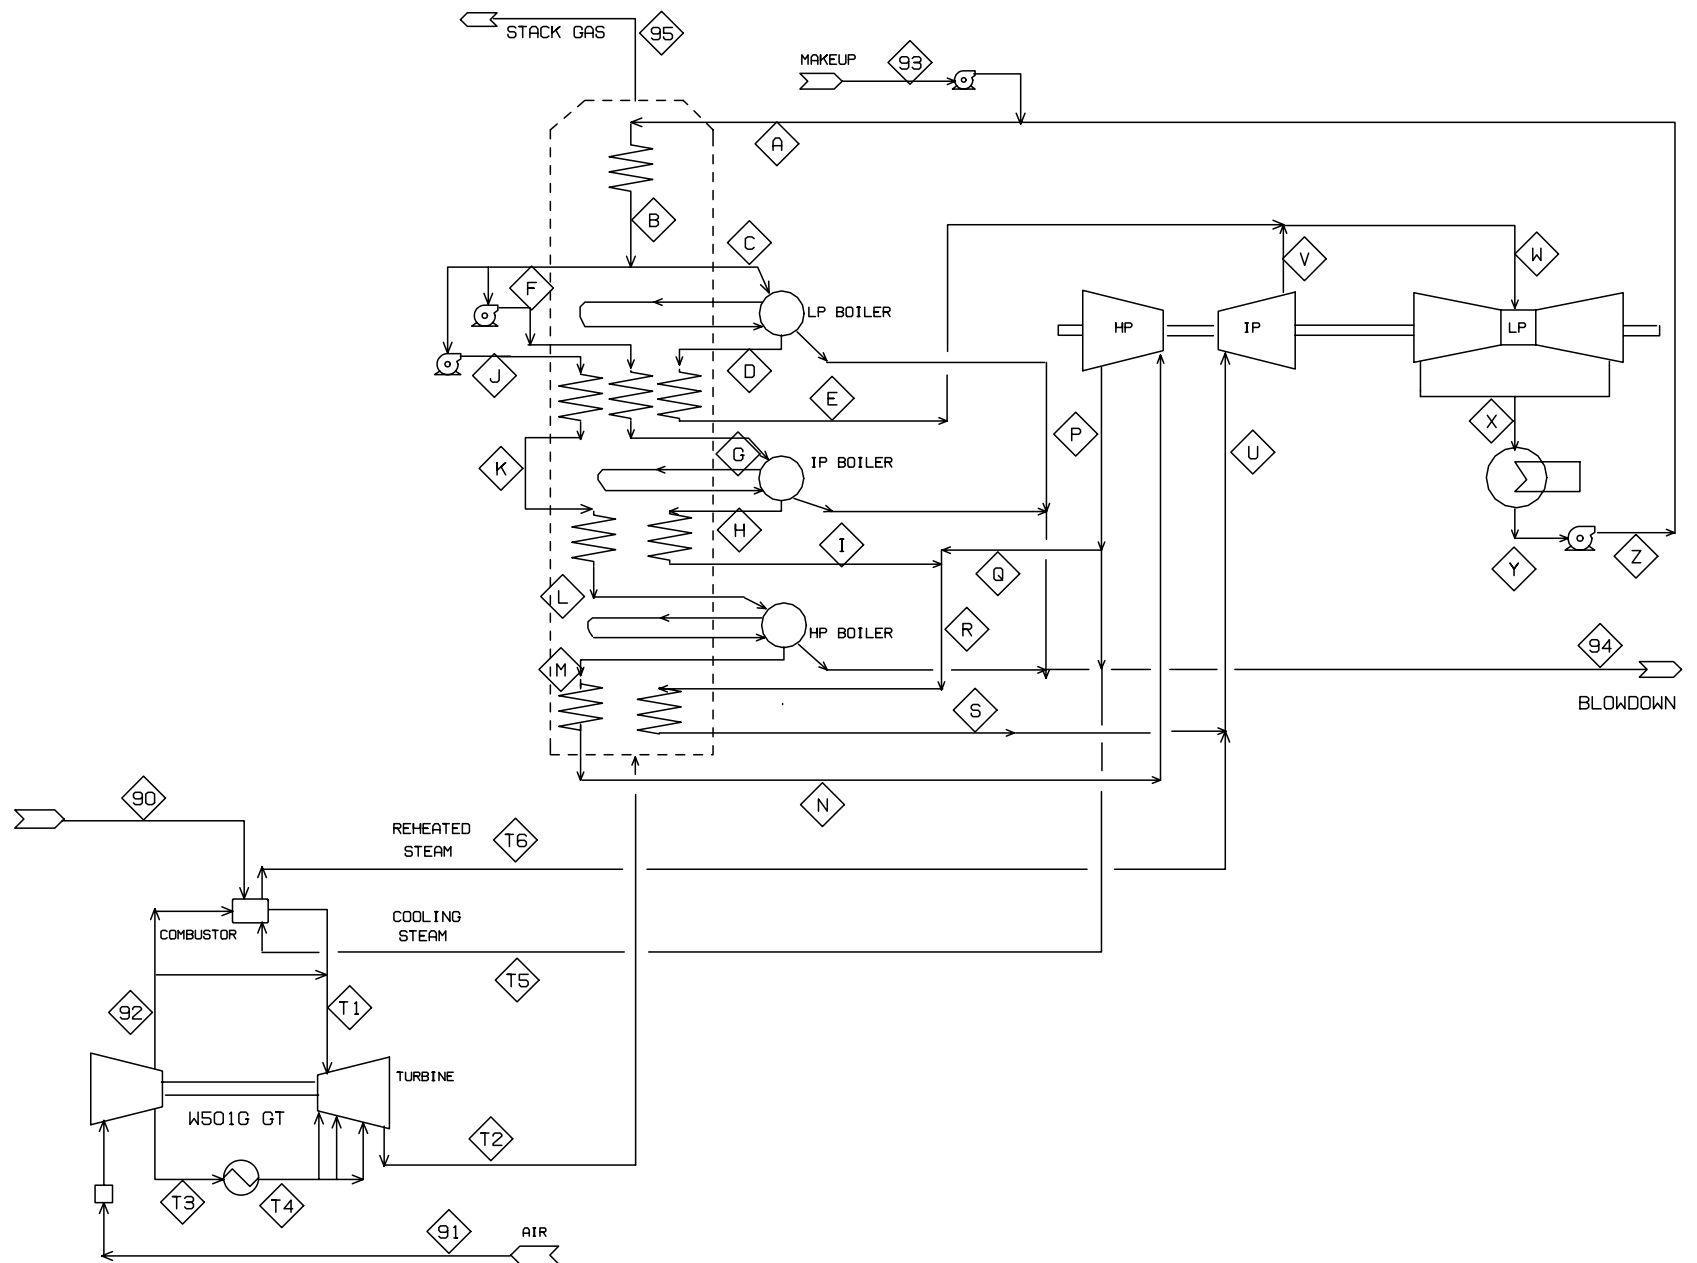 95
STACK GAS
MAKEUP
93
A
B
C
F
V
W
LP BOILER
HP
IP
LP
J
D
E
X
P
U
K
G
IP BOILER
H
I
Q
Y
Z
L
R
HP BOILER
94
M
S
BLOWDOWN
90
N
REHEATED
STEAM
T6
COOLING
STEAM
COMBUSTOR
T5
92
T1
TURBINE
W501G GT
T2
T3
T4
91
AIR